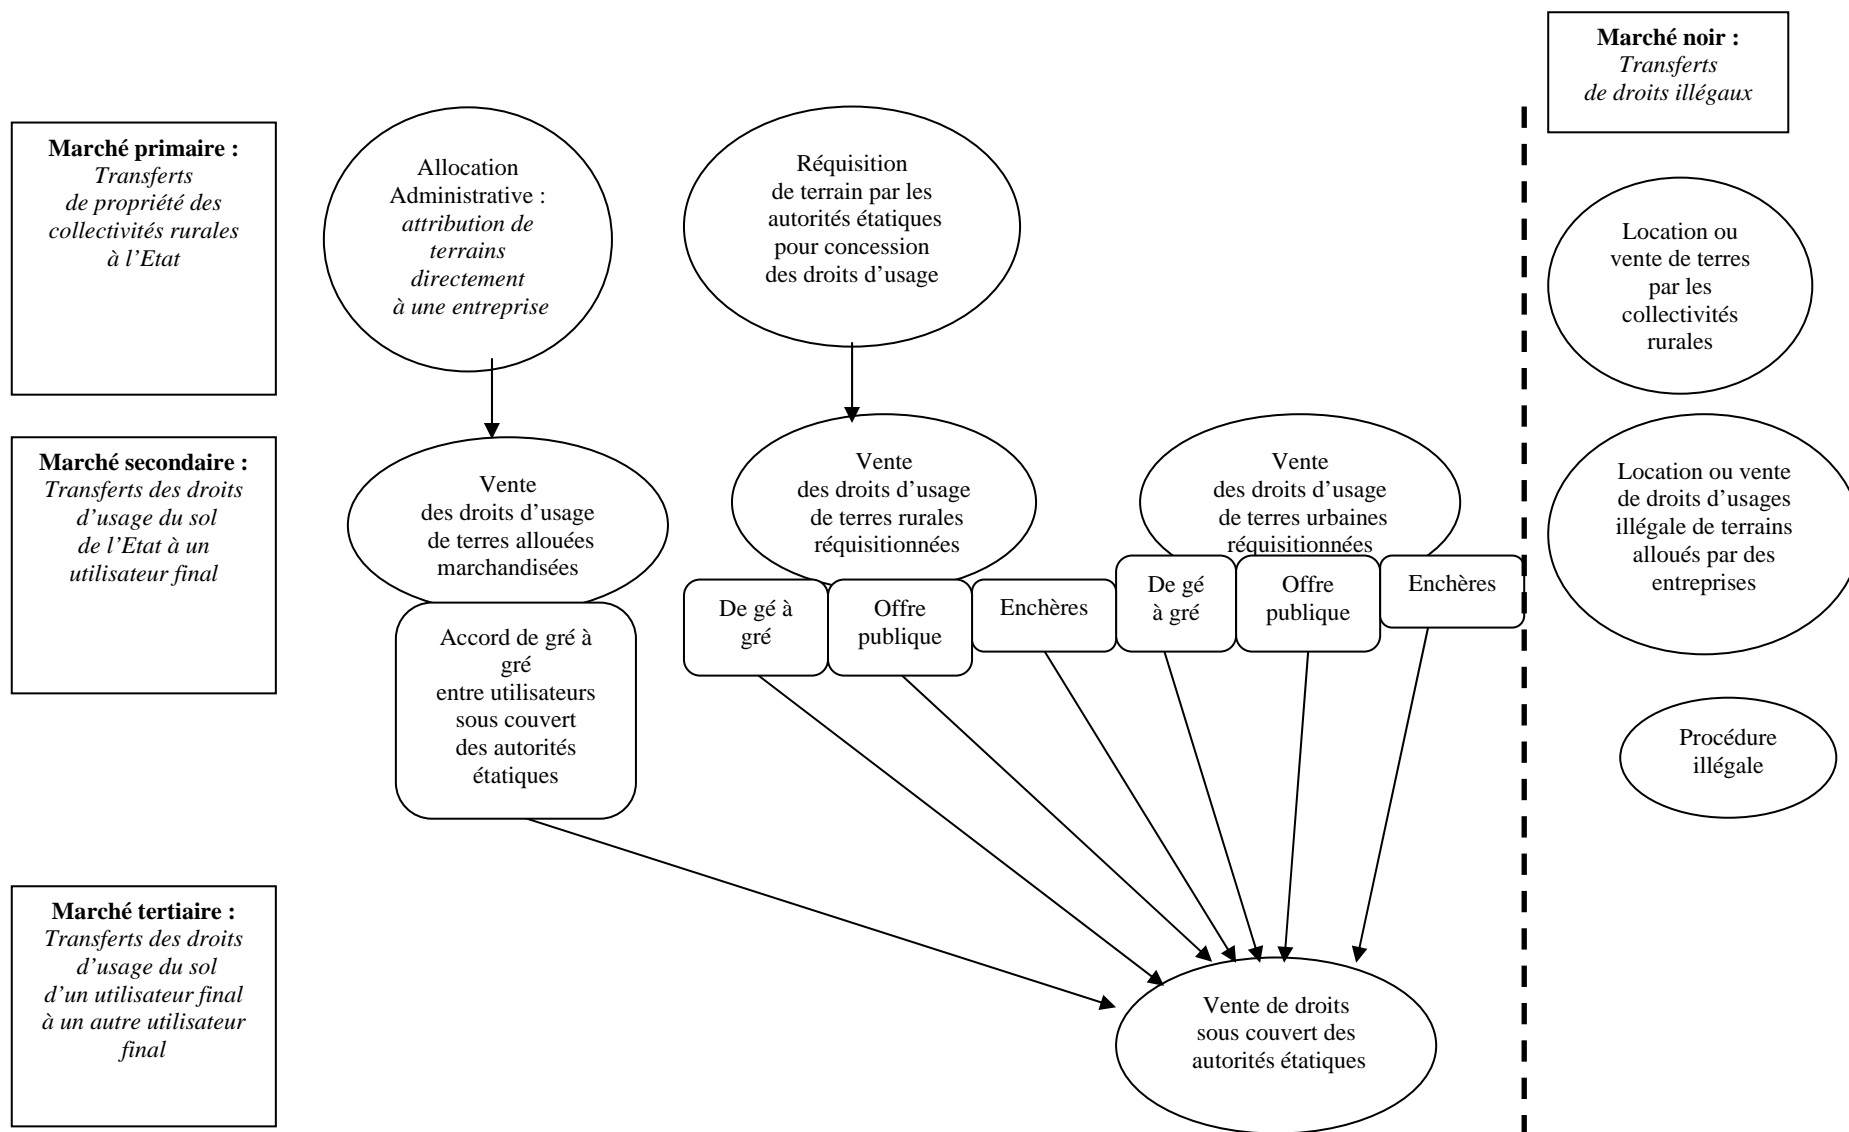 Marché noir :
Transferts
de droits illégaux
Marché primaire :
Transferts
de propriété des
collectivités rurales
à l’Etat
Allocation
Administrative :
attribution de
terrains
directement
à une entreprise
Réquisition
de terrain par les
autorités étatiques
pour concession
des droits d’usage
Location ou
vente de terres
par les
collectivités
rurales
Marché secondaire :
Transferts des droits
d’usage du sol
de l’Etat à un
utilisateur final
Vente
des droits d’usage
de terres allouées
marchandisées
Vente
des droits d’usage
de terres rurales
réquisitionnées
Vente
des droits d’usage
de terres urbaines
réquisitionnées
Location ou vente
de droits d’usages
illégale de terrains
alloués par des
entreprises
Accord de gré à
gré
entre utilisateurs
sous couvert
des autorités
étatiques
De gé à
gré
Offre
publique
Enchères
De gé
à gré
Offre
publique
Enchères
Procédure
illégale
Marché tertiaire :
Transferts des droits
d’usage du sol
d’un utilisateur final
à un autre utilisateur
final
Vente de droits
sous couvert des
autorités étatiques